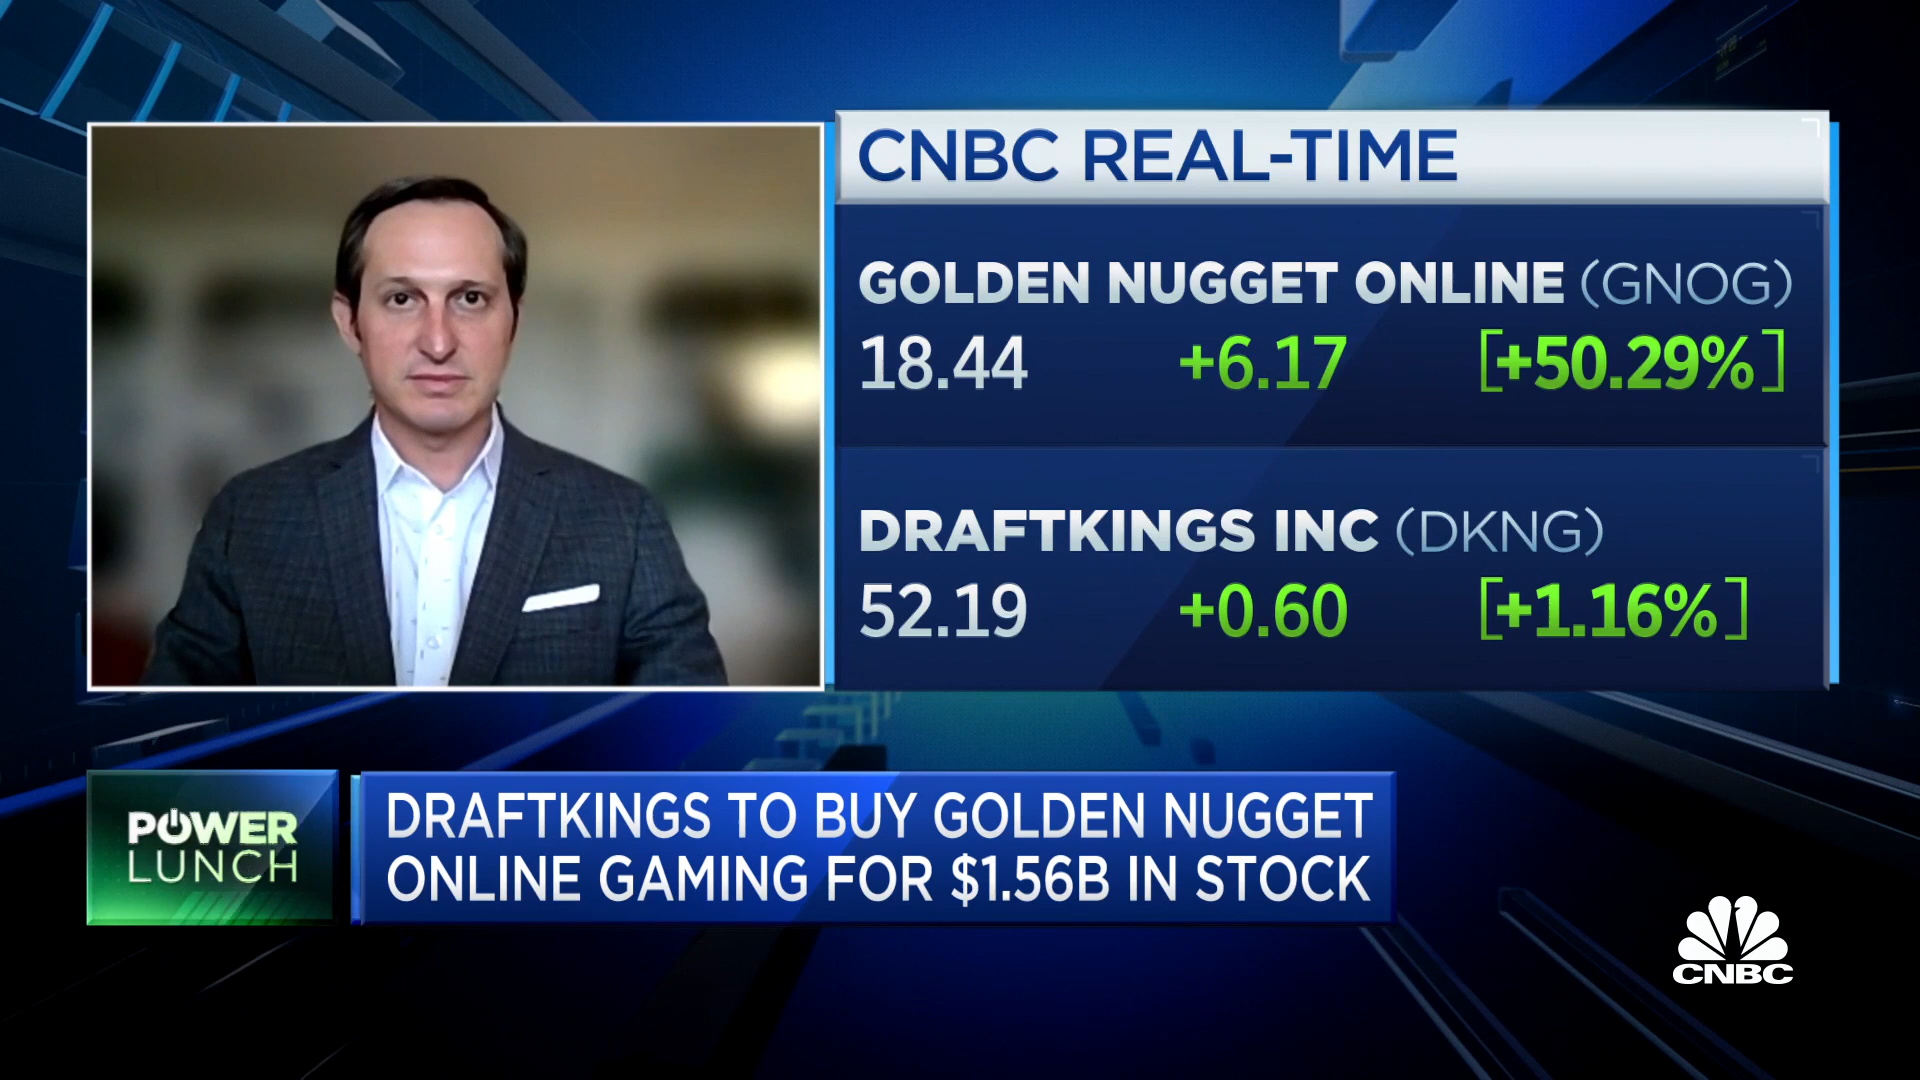 CNBC REAL-TIME
GOLDEN NUGGET ONLINE (GNOG)
18.44 +6.17 [+50.29%]
DRAFTKINGS INC (DKNG)
52.19 +0.60 [+1.16%]
POWER
LUNCH
DRAFTKINGS TO BUY GOLDEN NUGGET
ONLINE GAMING FOR $1.56B IN STOCK
CNBC